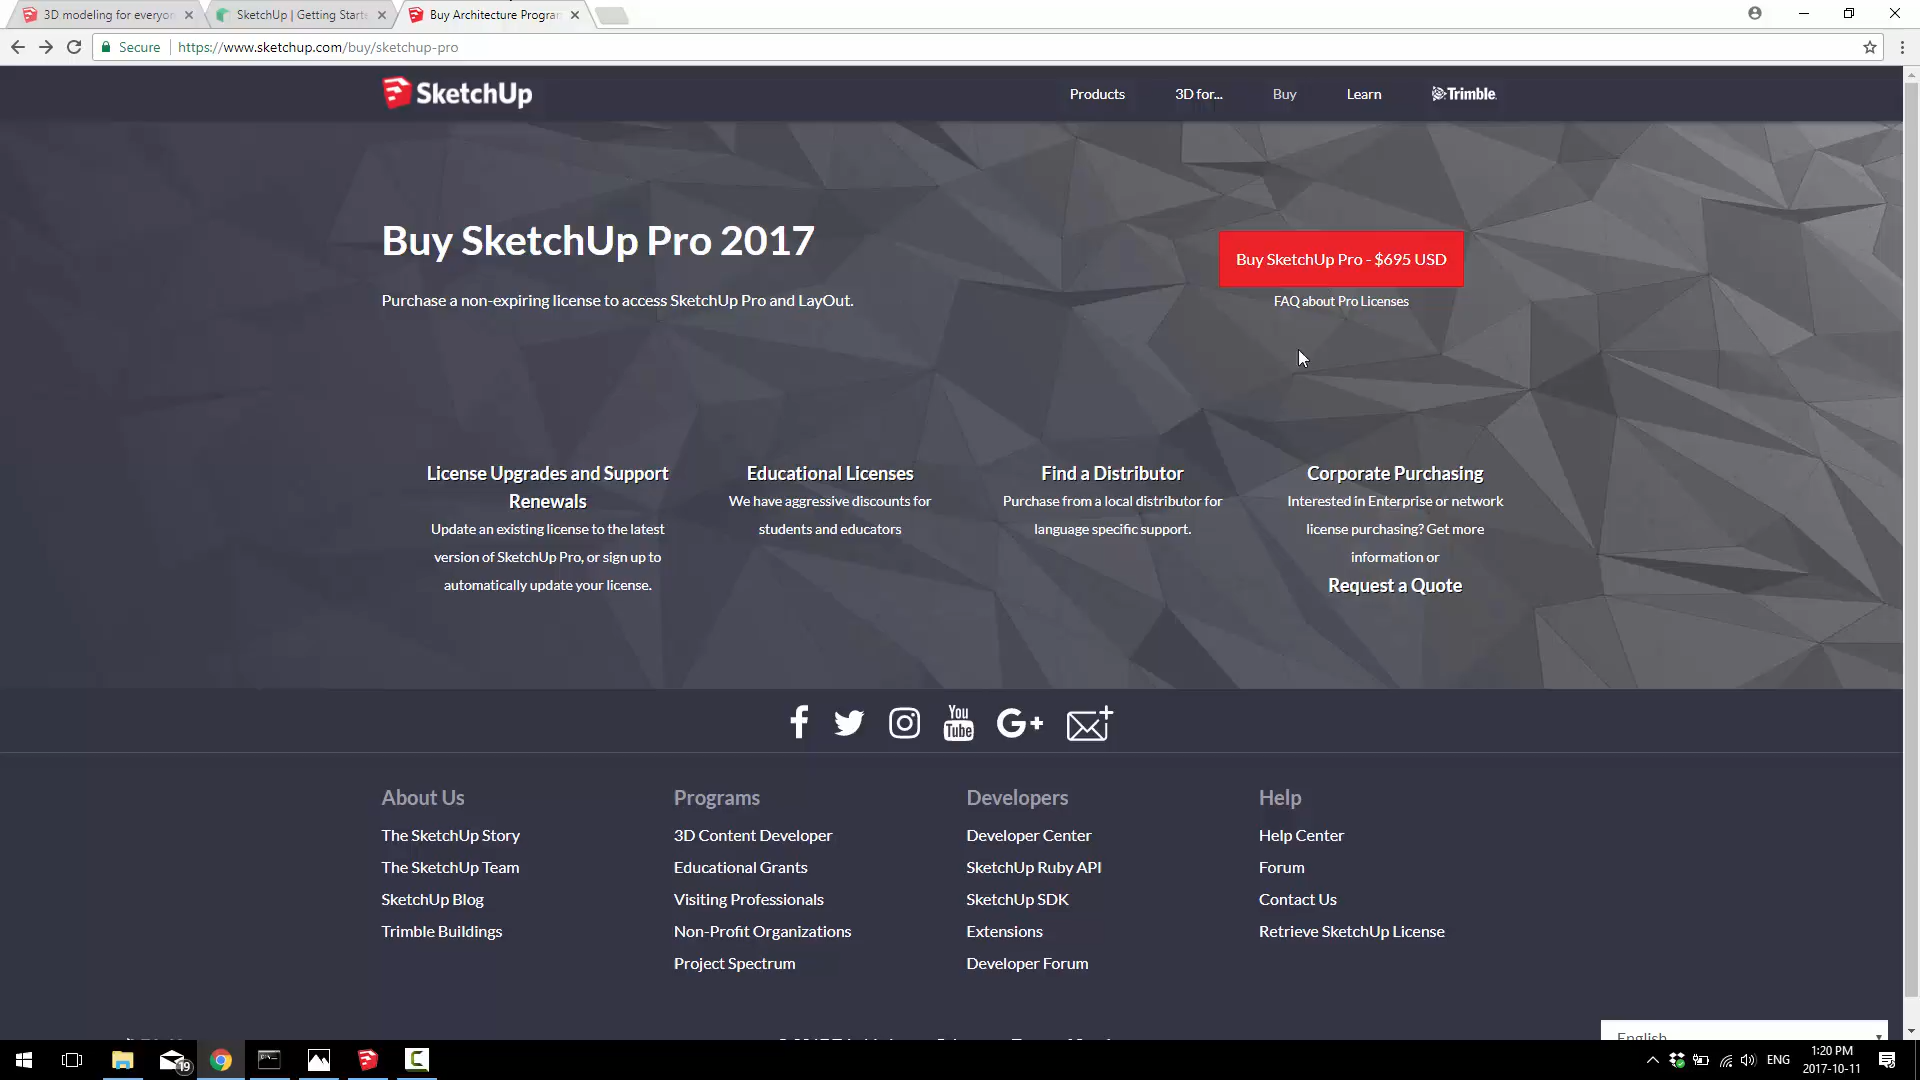 3D modeling for everyon
SketchUp | Getting Starte
Buy Architecture Program
Secure
https://www.sketchup.com/buy/sketchup-pro
SketchUp
Products
3D for...
Buy
Learn
Trimble
Buy SketchUp Pro 2017
Buy SketchUp Pro - $695 USD
Purchase a non-expiring license to access SketchUp Pro and LayOut.
FAQ about Pro Licenses
License Upgrades and Support
Renewals
Update an existing license to the latest
version of SketchUp Pro, or sign up to
automatically update your license.
Educational Licenses
We have aggressive discounts for
students and educators
Find a Distributor
Purchase from a local distributor for
language specific support.
Corporate Purchasing
Interested in Enterprise or network
license purchasing? Get more
information or
Request a Quote
You
Tube
G+
About Us
The SketchUp Story
The SketchUp Team
SketchUp Blog
Trimble Buildings
Programs
3D Content Developer
Educational Grants
Visiting Professionals
Non-Profit Organizations
Project Spectrum
Developers
Developer Center
SketchUp Ruby API
SketchUp SDK
Extensions
Developer Forum
Help
Help Center
Forum
Contact Us
Retrieve SketchUp License
English
19
ENG
1:20 PM
2017-10-11